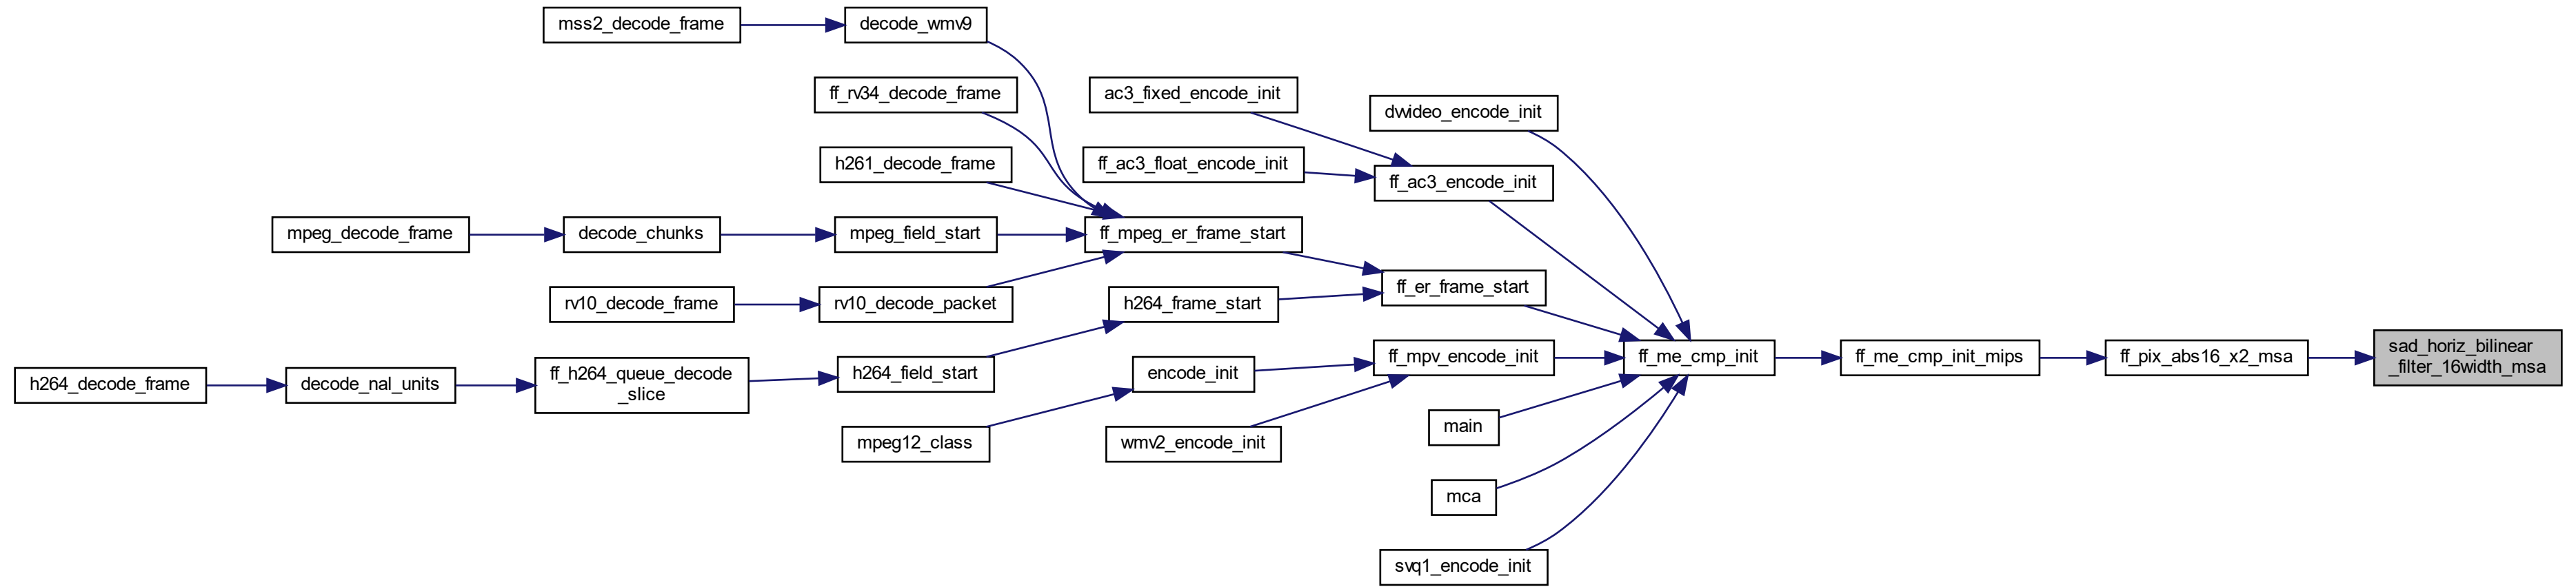 mss2_decode_frame
decode_wmv9
ff_rv34_decode_frame
ac3_fixed_encode_init
dvvideo_encode_init
h261_decode_frame
ff_ac3_float_encode_init
ff_ac3_encode_init
mpeg_decode_frame
decode_chunks
mpeg_field_start
ff_mpeg_er_frame_start
rv10_decode_frame
rv10_decode_packet
h264_frame_start
ff_er_frame_start
h264_decode_frame
decode_nal_units
ff_h264_queue_decode
_slice
h264_field_start
encode_init
ff_mpv_encode_init
ff_me_cmp_init
ff_me_cmp_init_mips
ff_pix_abs16_x2_msa
sad_horiz_bilinear
_filter_16width_msa
mpeg12_class
wmv2_encode_init
main
mca
svq1_encode_init